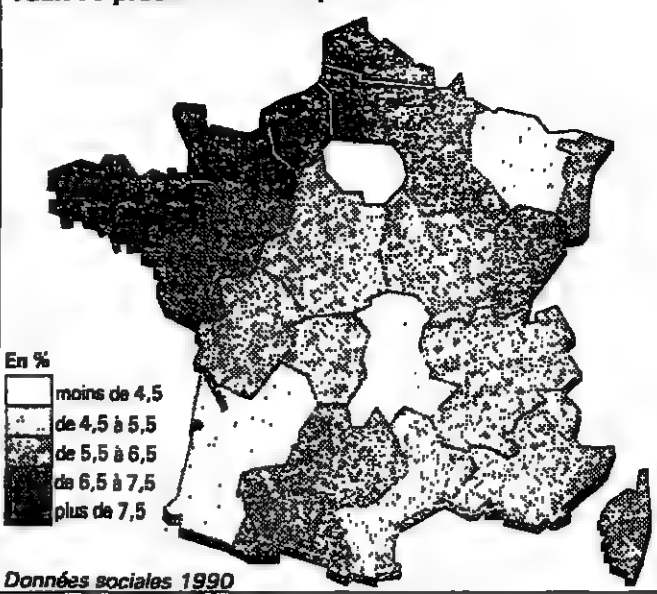 En %
moins de 4,5
de 4,5 à 5,5
de 5,5 à 6,5
de 6,5 à 7,5
plus de 7,5
Données sociales 1990